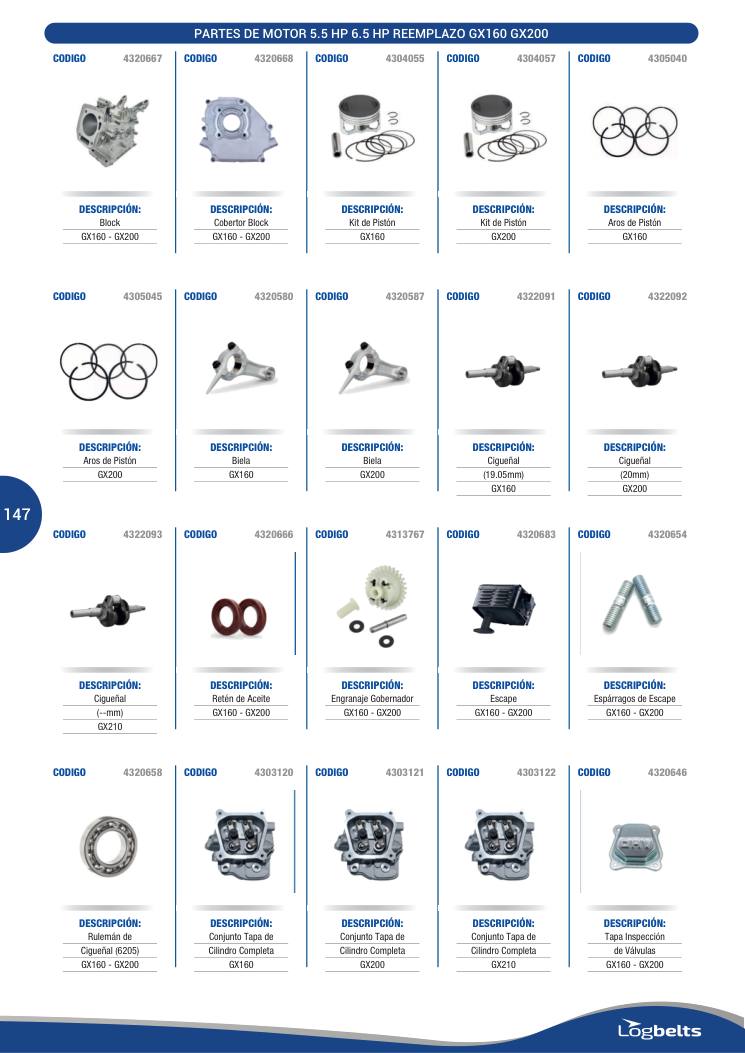 PARTES DE MOTOR 5.5 HP 6.5 HP REEMPLAZO GX160 GX200
CODIGO 4320667
DESCRIPCIÓN:
Block
GX160 - GX200
CODIGO 4320668
DESCRIPCIÓN:
Cobertor Block
GX160 - GX200
CODIGO 4304055
DESCRIPCIÓN:
Kit de Pistón
GX160
CODIGO 4304057
DESCRIPCIÓN:
Kit de Pistón
GX200
CODIGO 4305040
DESCRIPCIÓN:
Aros de Pistón
GX160
CODIGO 4305045
DESCRIPCIÓN:
Aros de Pistón
GX200
CODIGO 4320580
DESCRIPCIÓN:
Biela
GX160
CODIGO 4320587
DESCRIPCIÓN:
Biela
GX200
CODIGO 4322091
DESCRIPCIÓN:
Cigueñal
(19.05mm)
GX160
CODIGO 4322092
DESCRIPCIÓN:
Cigueñal
(20mm)
GX200
147
CODIGO 4322093
DESCRIPCIÓN:
Cigueñal
(--mm)
GX210
CODIGO 4320666
DESCRIPCIÓN:
Retén de Aceite
GX160 - GX200
CODIGO 4313767
DESCRIPCIÓN:
Engranaje Gobernador
GX160 - GX200
CODIGO 4320683
DESCRIPCIÓN:
Escape
GX160 - GX200
CODIGO 4320654
DESCRIPCIÓN:
Espárragos de Escape
GX160 - GX200
CODIGO 4320658
DESCRIPCIÓN:
Rulemán de
Cigueñal (6205)
GX160 - GX200
CODIGO 4303120
DESCRIPCIÓN:
Conjunto Tapa de
Cilindro Completa
GX160
CODIGO 4303121
DESCRIPCIÓN:
Conjunto Tapa de
Cilindro Completa
GX200
CODIGO 4303122
DESCRIPCIÓN:
Conjunto Tapa de
Cilindro Completa
GX210
CODIGO 4320646
DESCRIPCIÓN:
Tapa Inspección
de Válvulas
GX160 - GX200
Logbelts